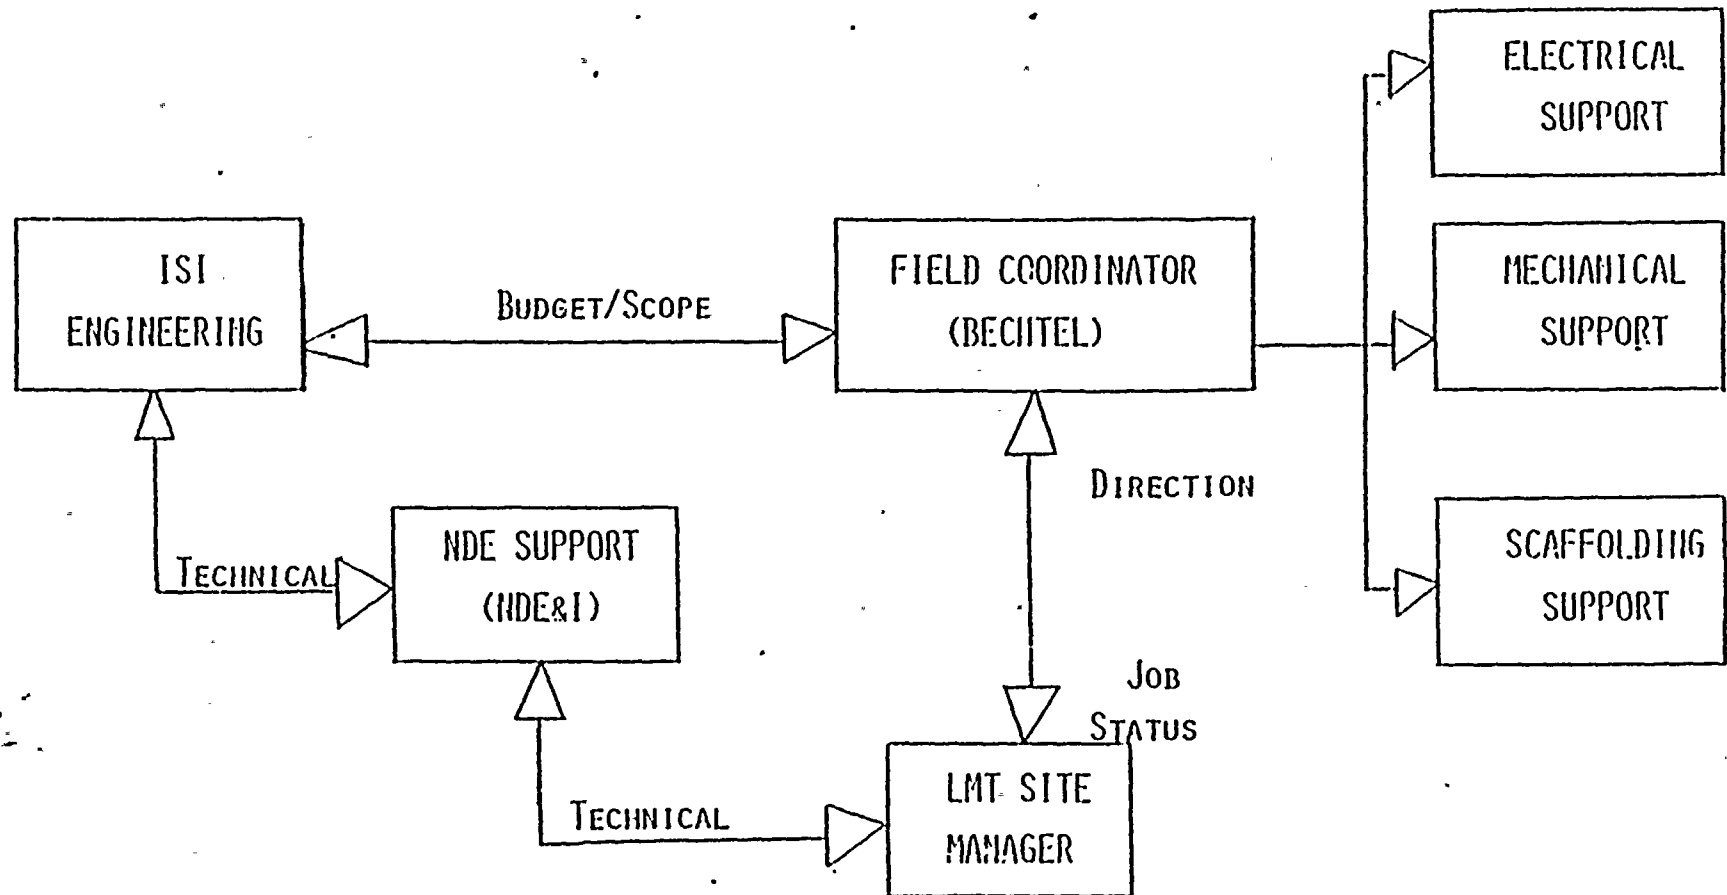 ELECTRICAL
SUPPORT
ISI
ENGINEERING
BUDGET/SCOPE
FIELD COORDINATOR
(BECHTEL)
MECHANICAL
SUPPORT
DIRECTION
NDE SUPPORT
(NDE&I)
TECHNICAL
SCAFFOLDING
SUPPORT
JOB
STATUS
TECHNICAL
LMT SITE
MANAGER